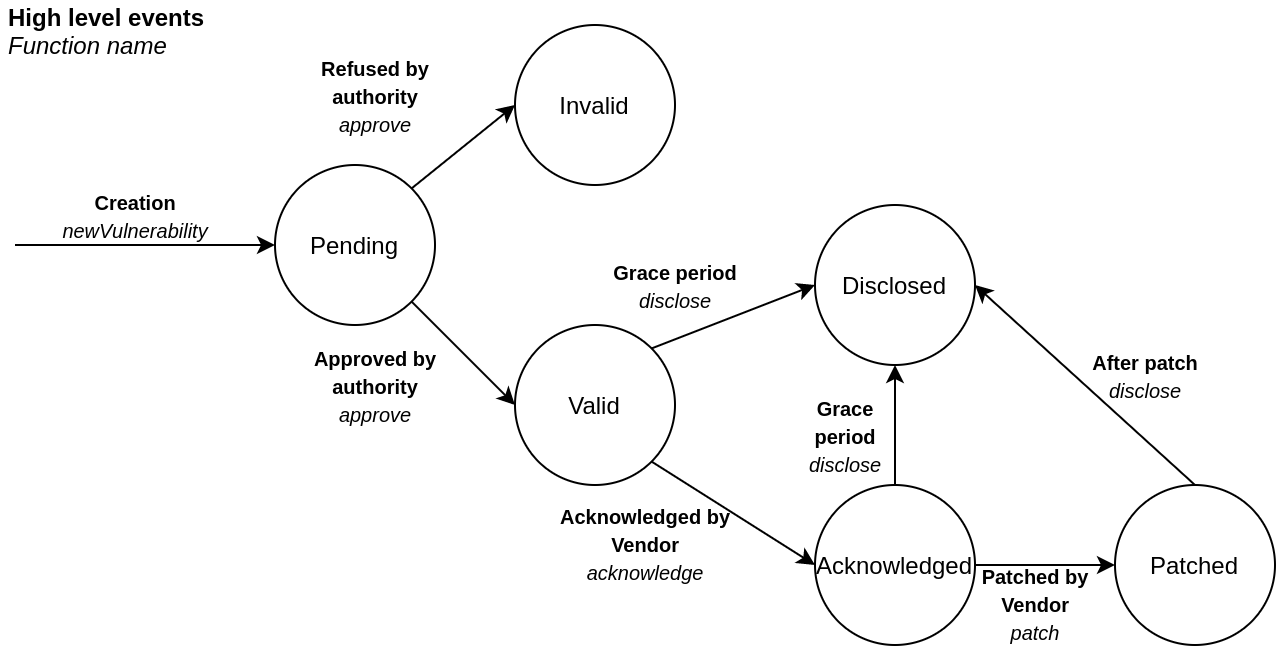 High level events
Function name
Refused by
authority
approve
Invalid
Creation
newVulnerability
Pending
Approved by
authority
approve
Grace period
disclose
Disclosed
Valid
After patch
disclose
Grace
period
disclose
Acknowledged by
Vendor
acknowledge
Acknowledged
Patched by
Vendor
patch
Patched